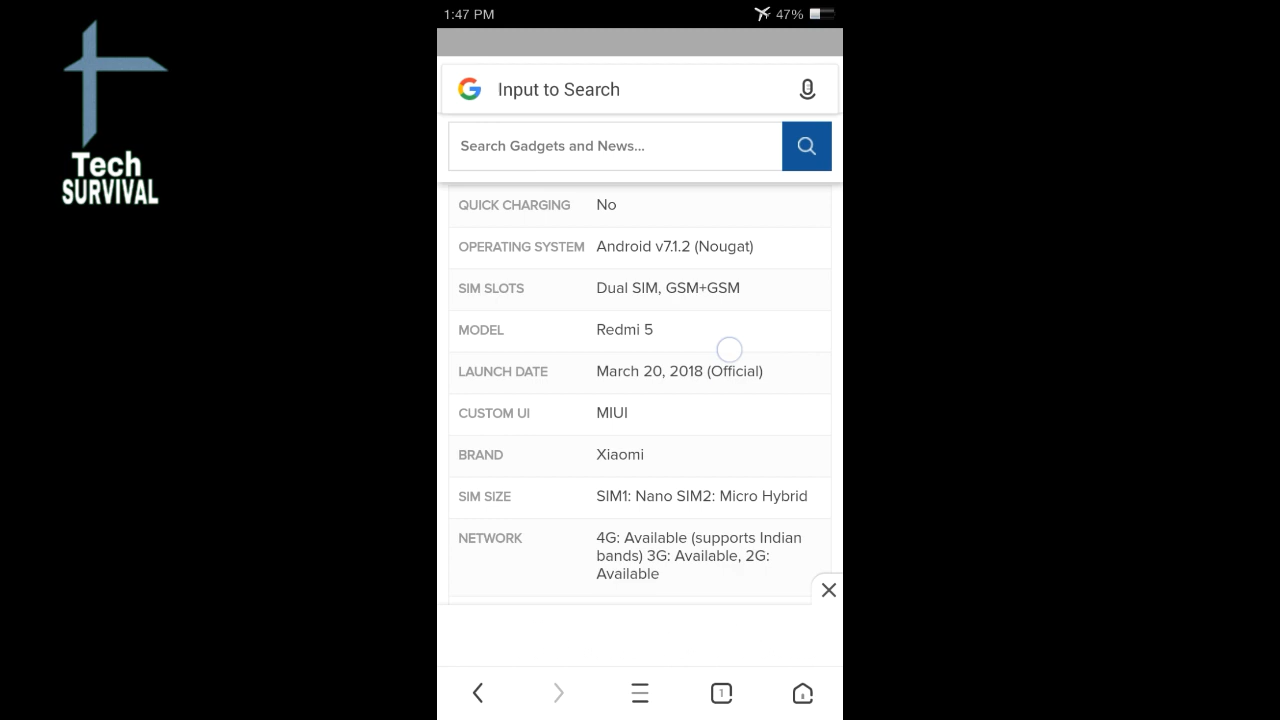 1:47 PM 47%
Tech
SURVIVAL
Input to Search
Search Gadgets and News...
QUICK CHARGING No
OPERATING SYSTEM Android v7.1.2 (Nougat)
SIM SLOTS Dual SIM, GSM+GSM
MODEL Redmi 5
LAUNCH DATE March 20, 2018 (Official)
CUSTOM UI MIUI
BRAND Xiaomi
SIM SIZE SIM1: Nano SIM2: Micro Hybrid
NETWORK 4G: Available (supports Indian
bands) 3G: Available, 2G:
Available
1